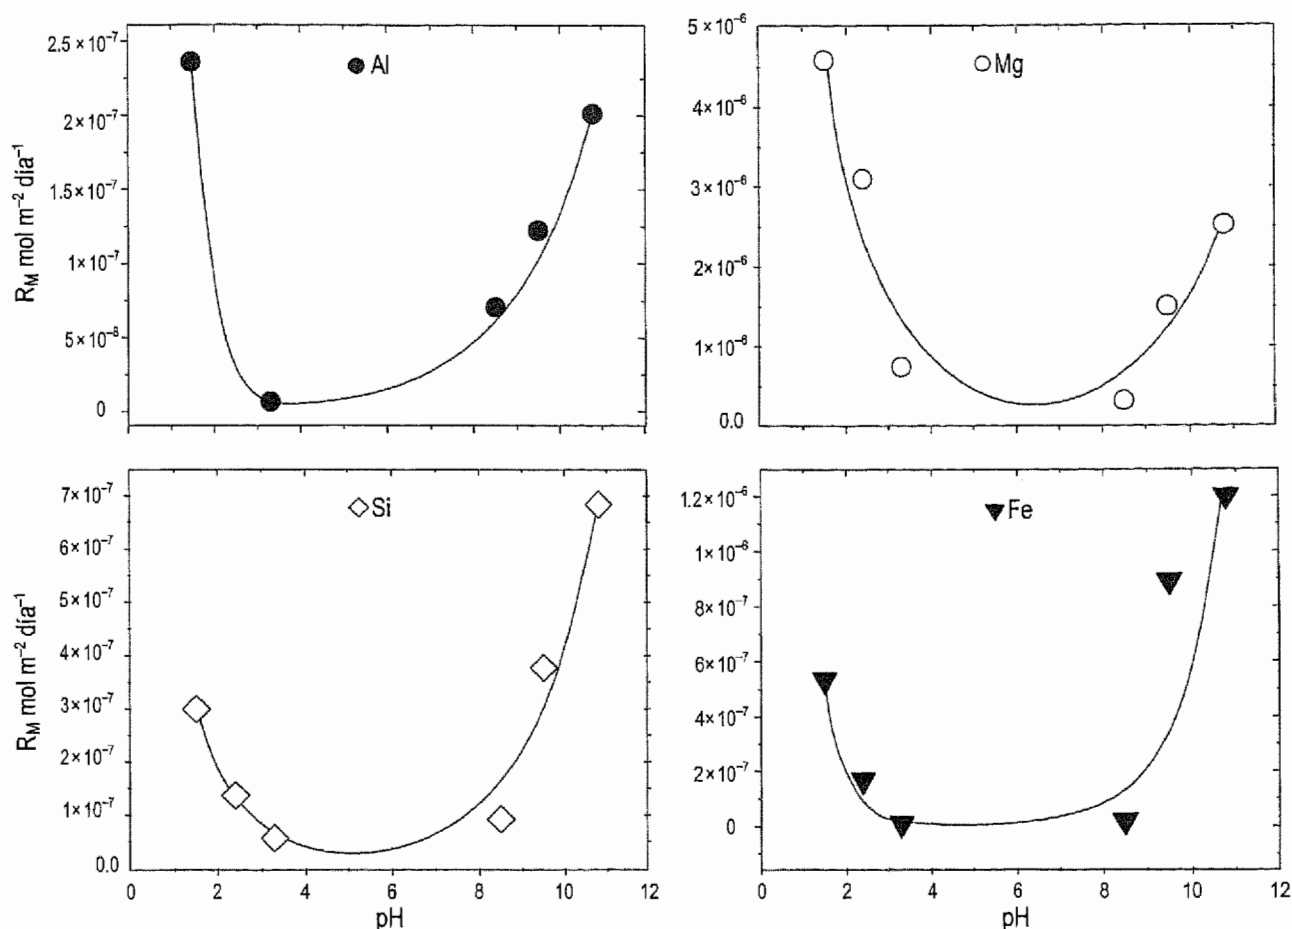 Al
2.5×10⁻⁷
2×10⁻⁷
1.5×10⁻⁷
1×10⁻⁷
5×10⁻⁸
0
R_M mol m⁻² día⁻¹
Mg
5×10⁻⁶
4×10⁻⁶
3×10⁻⁶
2×10⁻⁶
1×10⁻⁶
0.0
Si
7×10⁻⁷
6×10⁻⁷
5×10⁻⁷
4×10⁻⁷
3×10⁻⁷
2×10⁻⁷
1×10⁻⁷
0.0
R_M mol m⁻² día⁻¹
0 2 4 6 8 10 12
pH
Fe
1.2×10⁻⁶
1×10⁻⁶
8×10⁻⁷
6×10⁻⁷
4×10⁻⁷
2×10⁻⁷
0
0 2 4 6 8 10 12
pH